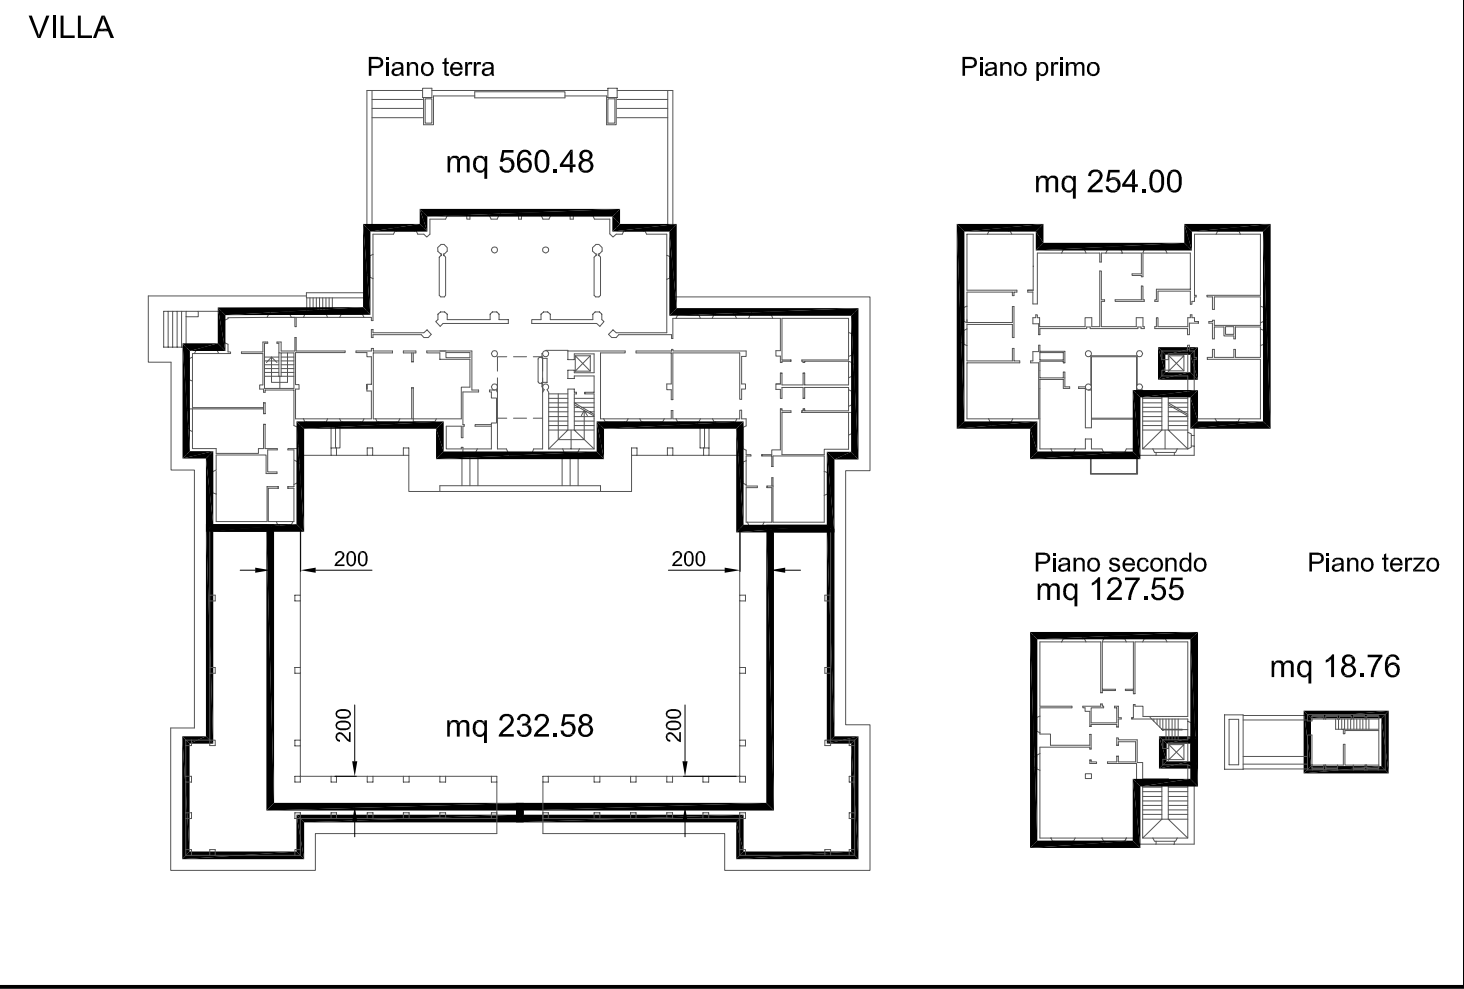 VILLA
Piano terra
mq 560.48
200
200
200
mq 232.58
200
Piano primo
mq 254.00
Piano secondo
mq 127.55
Piano terzo
mq 18.76